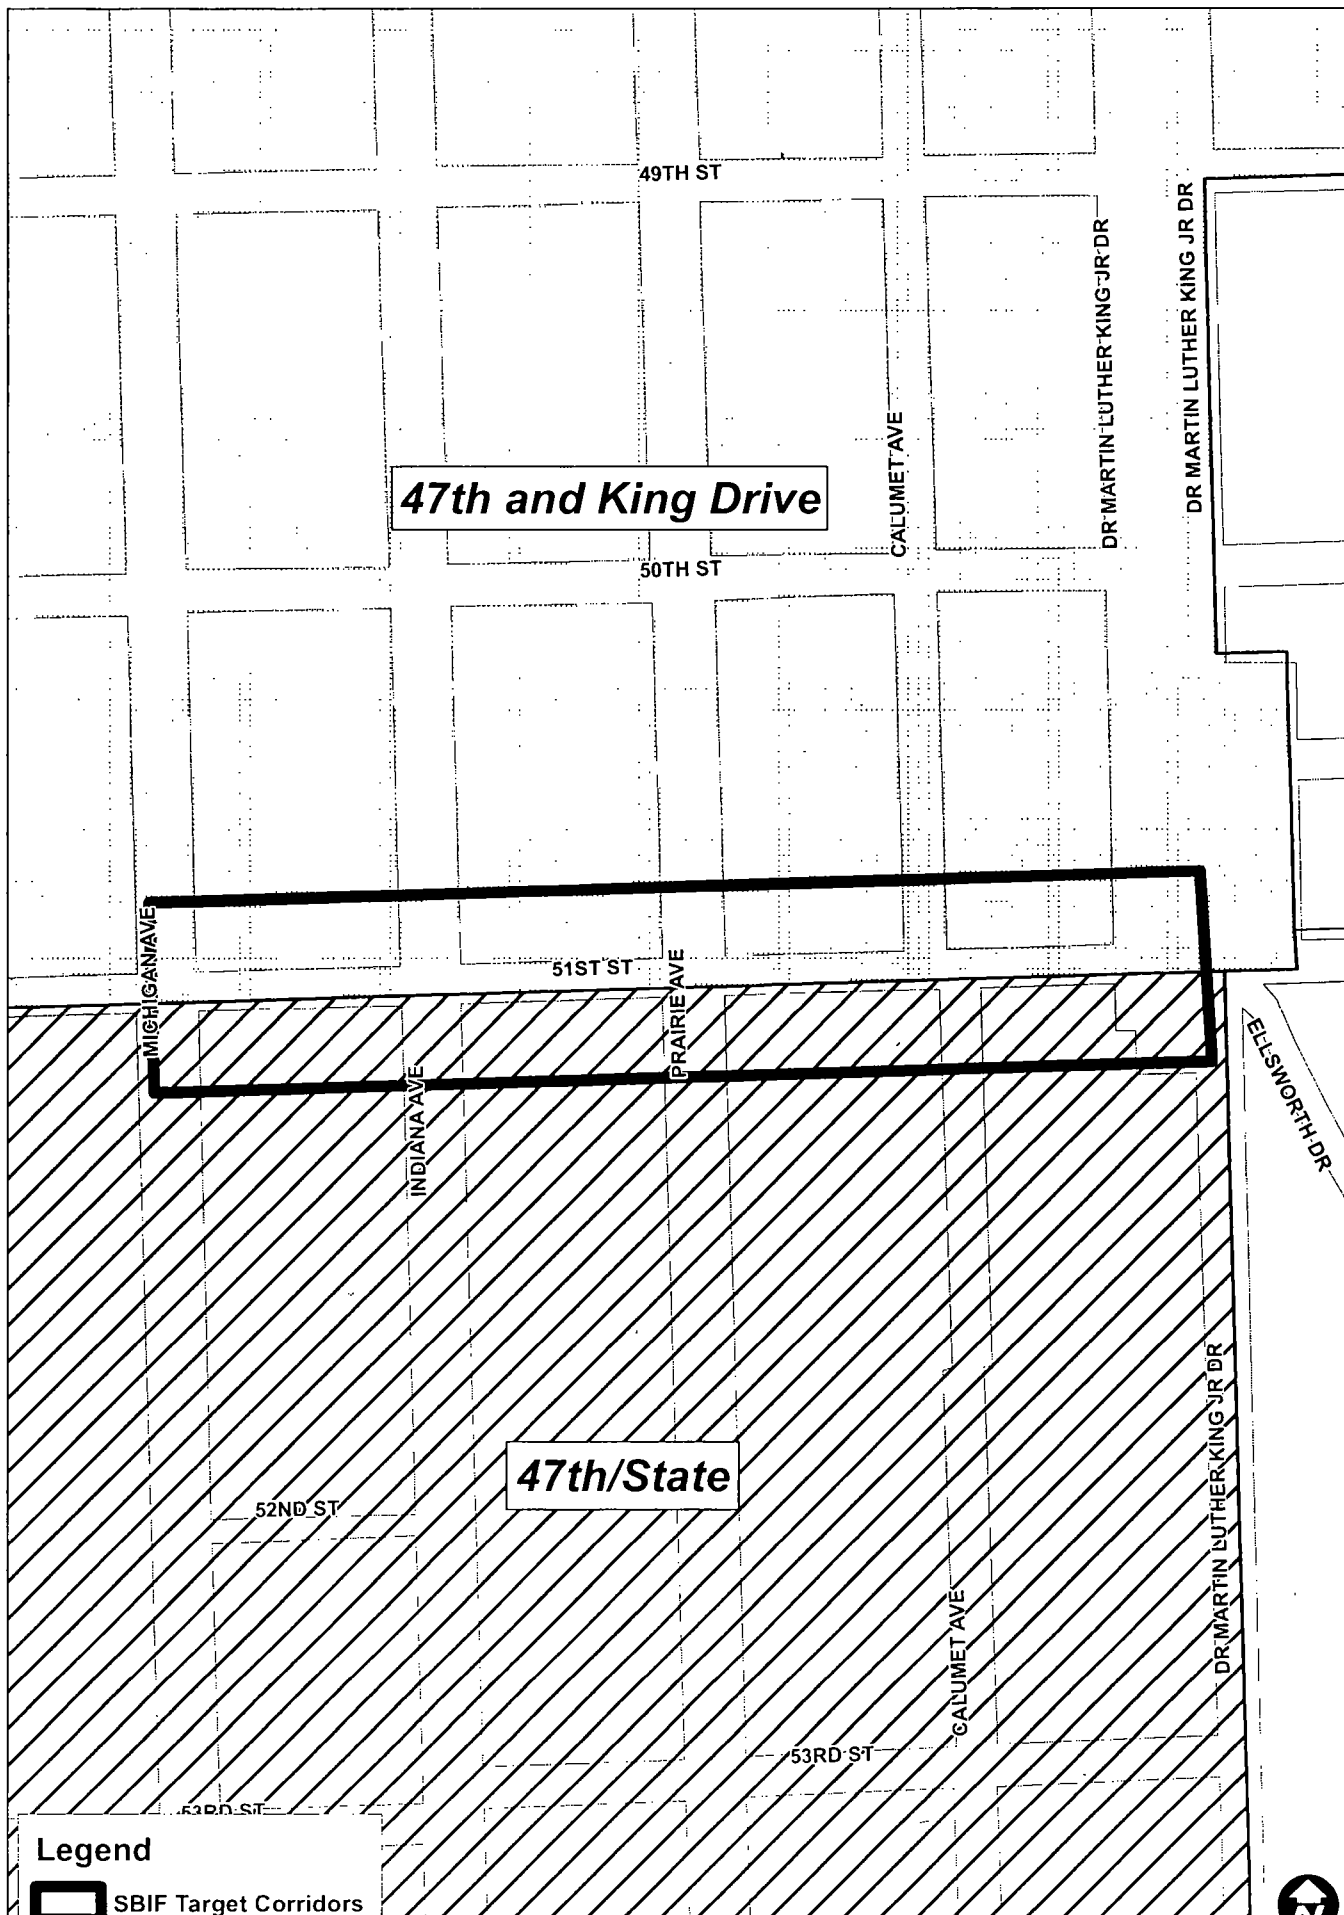 49TH ST
DR MARTIN LUTHER KING JR DR
DR MARTIN LUTHER KING JR DR
CALUMET AVE
47th and King Drive
50TH ST
MICHIGAN AVE
51ST ST
PRAIRIE AVE
INDIANA AVE
ELLSWORTH DR
DR MARTIN LUTHER KING JR DR
47th/State
52ND ST
CALUMET AVE
53RD ST
53RD ST
Legend
SBIF Target Corridors
N